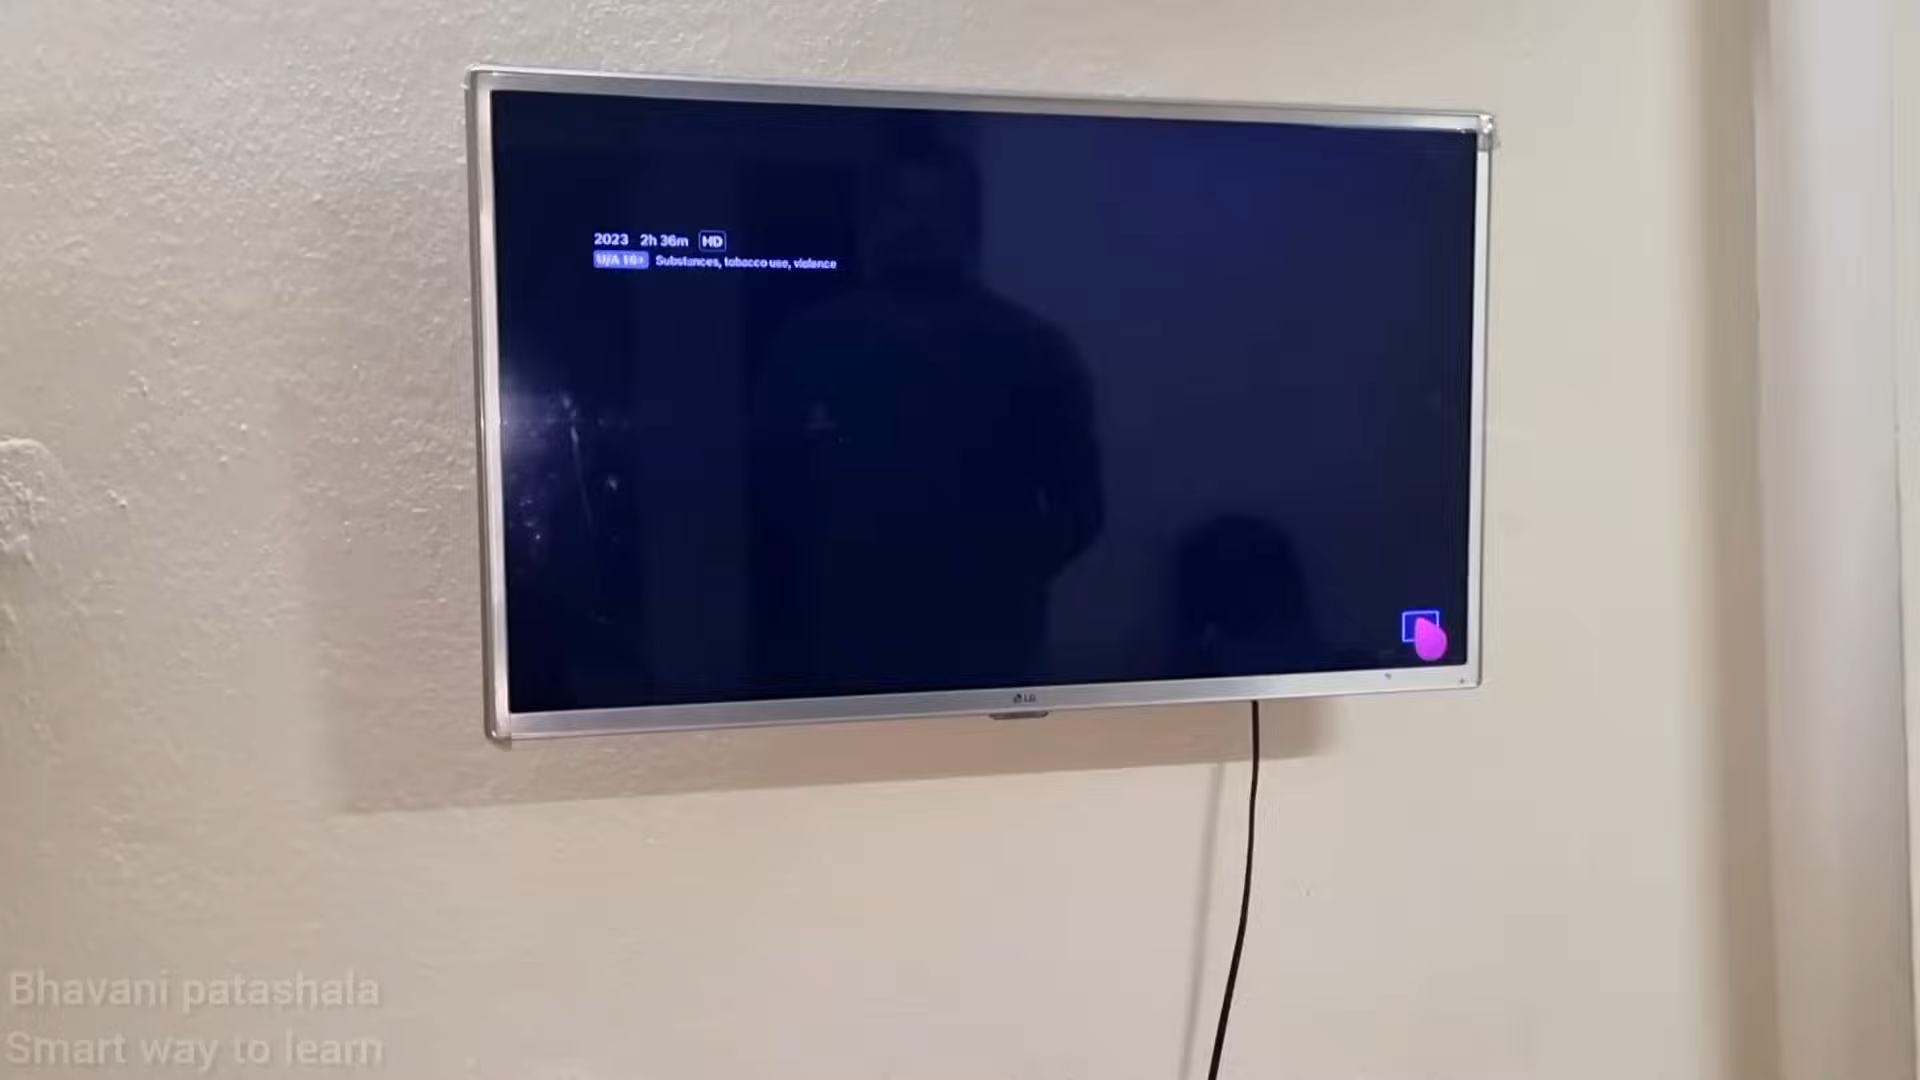 2023 2h 36m HD
U/A 16+ Substances, tobacco use, violence
LG
Bhavani patashala
Smart way to learn